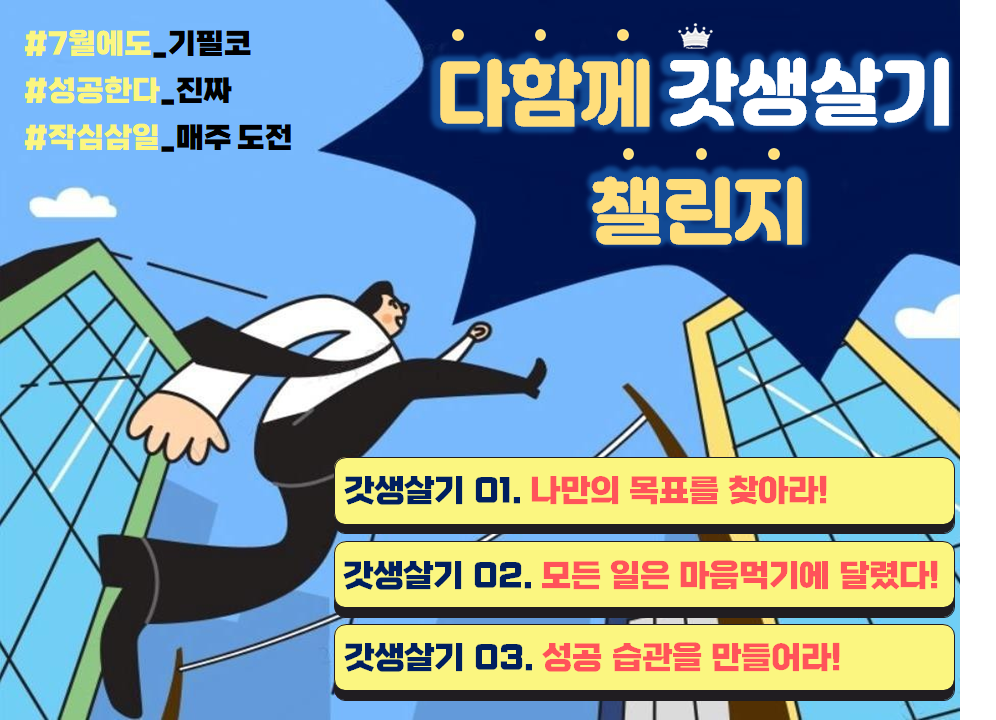 #7월에도_기필코
#성공한다_진짜
#작심삼일_매주 도전
다함께 갓생살기
챌린지
갓생살기 01. 나만의 목표를 찾아라!
갓생살기 02. 모든 일은 마음먹기에 달렸다!
갓생살기 03. 성공 습관을 만들어라!